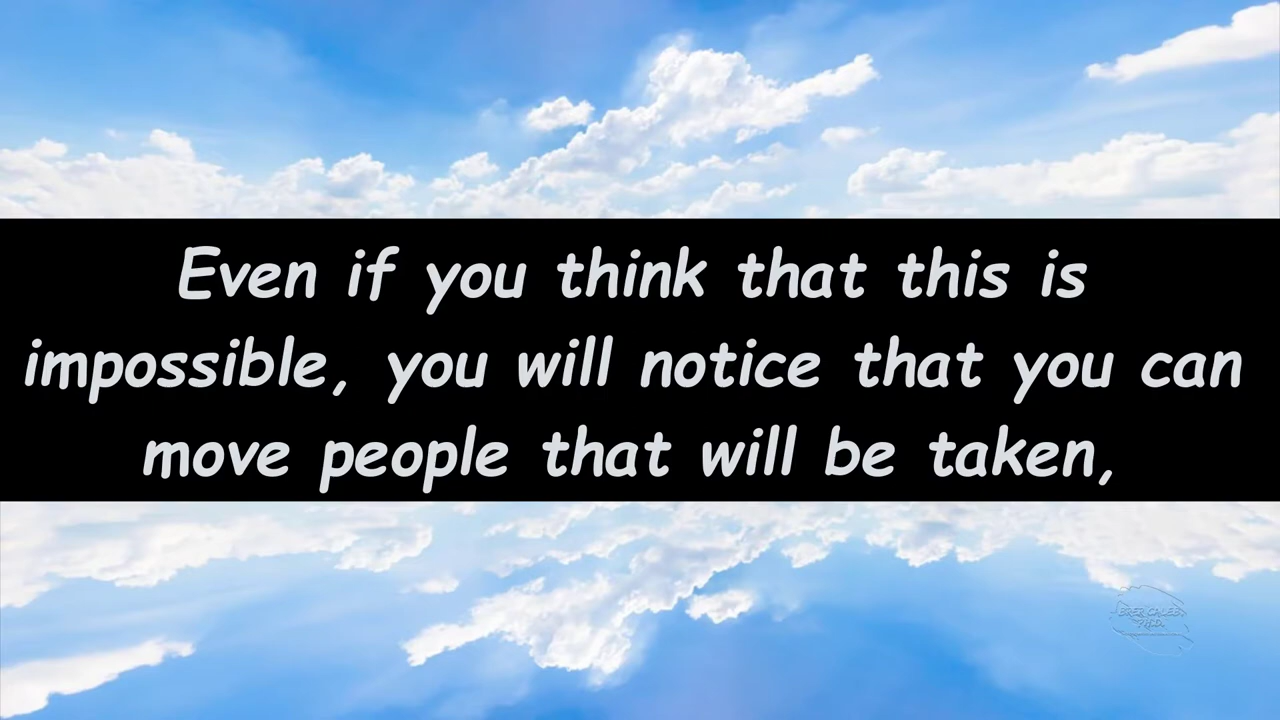 Even if you think that this is
impossible, you will notice that you can
move people that will be taken,